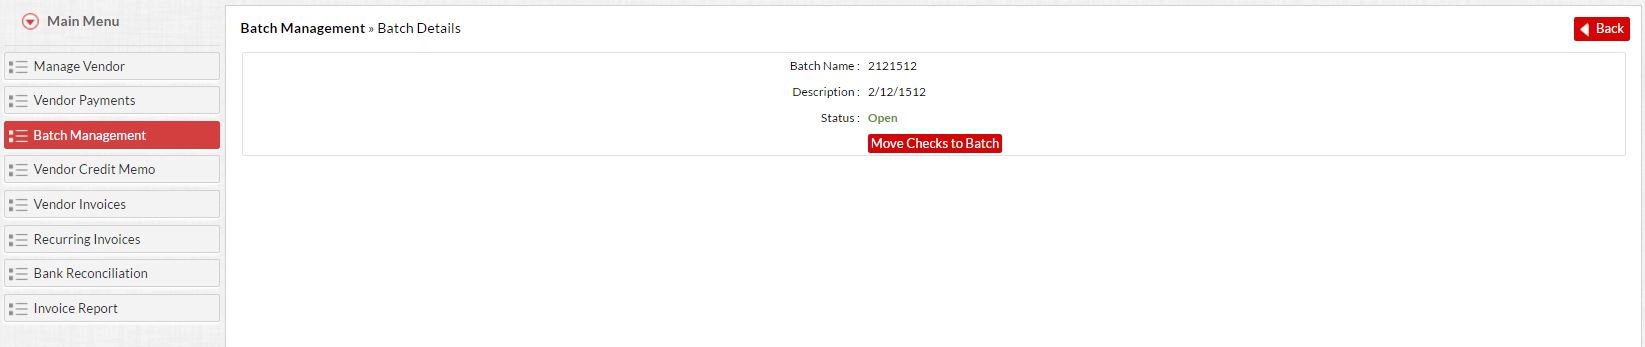 Main Menu
Manage Vendor
Vendor Payments
Batch Management
Vendor Credit Memo
Vendor Invoices
Recurring Invoices
Bank Reconciliation
Invoice Report
Batch Management » Batch Details
Back
Batch Name : 2121512
Description : 2/12/1512
Status : Open
Move Checks to Batch